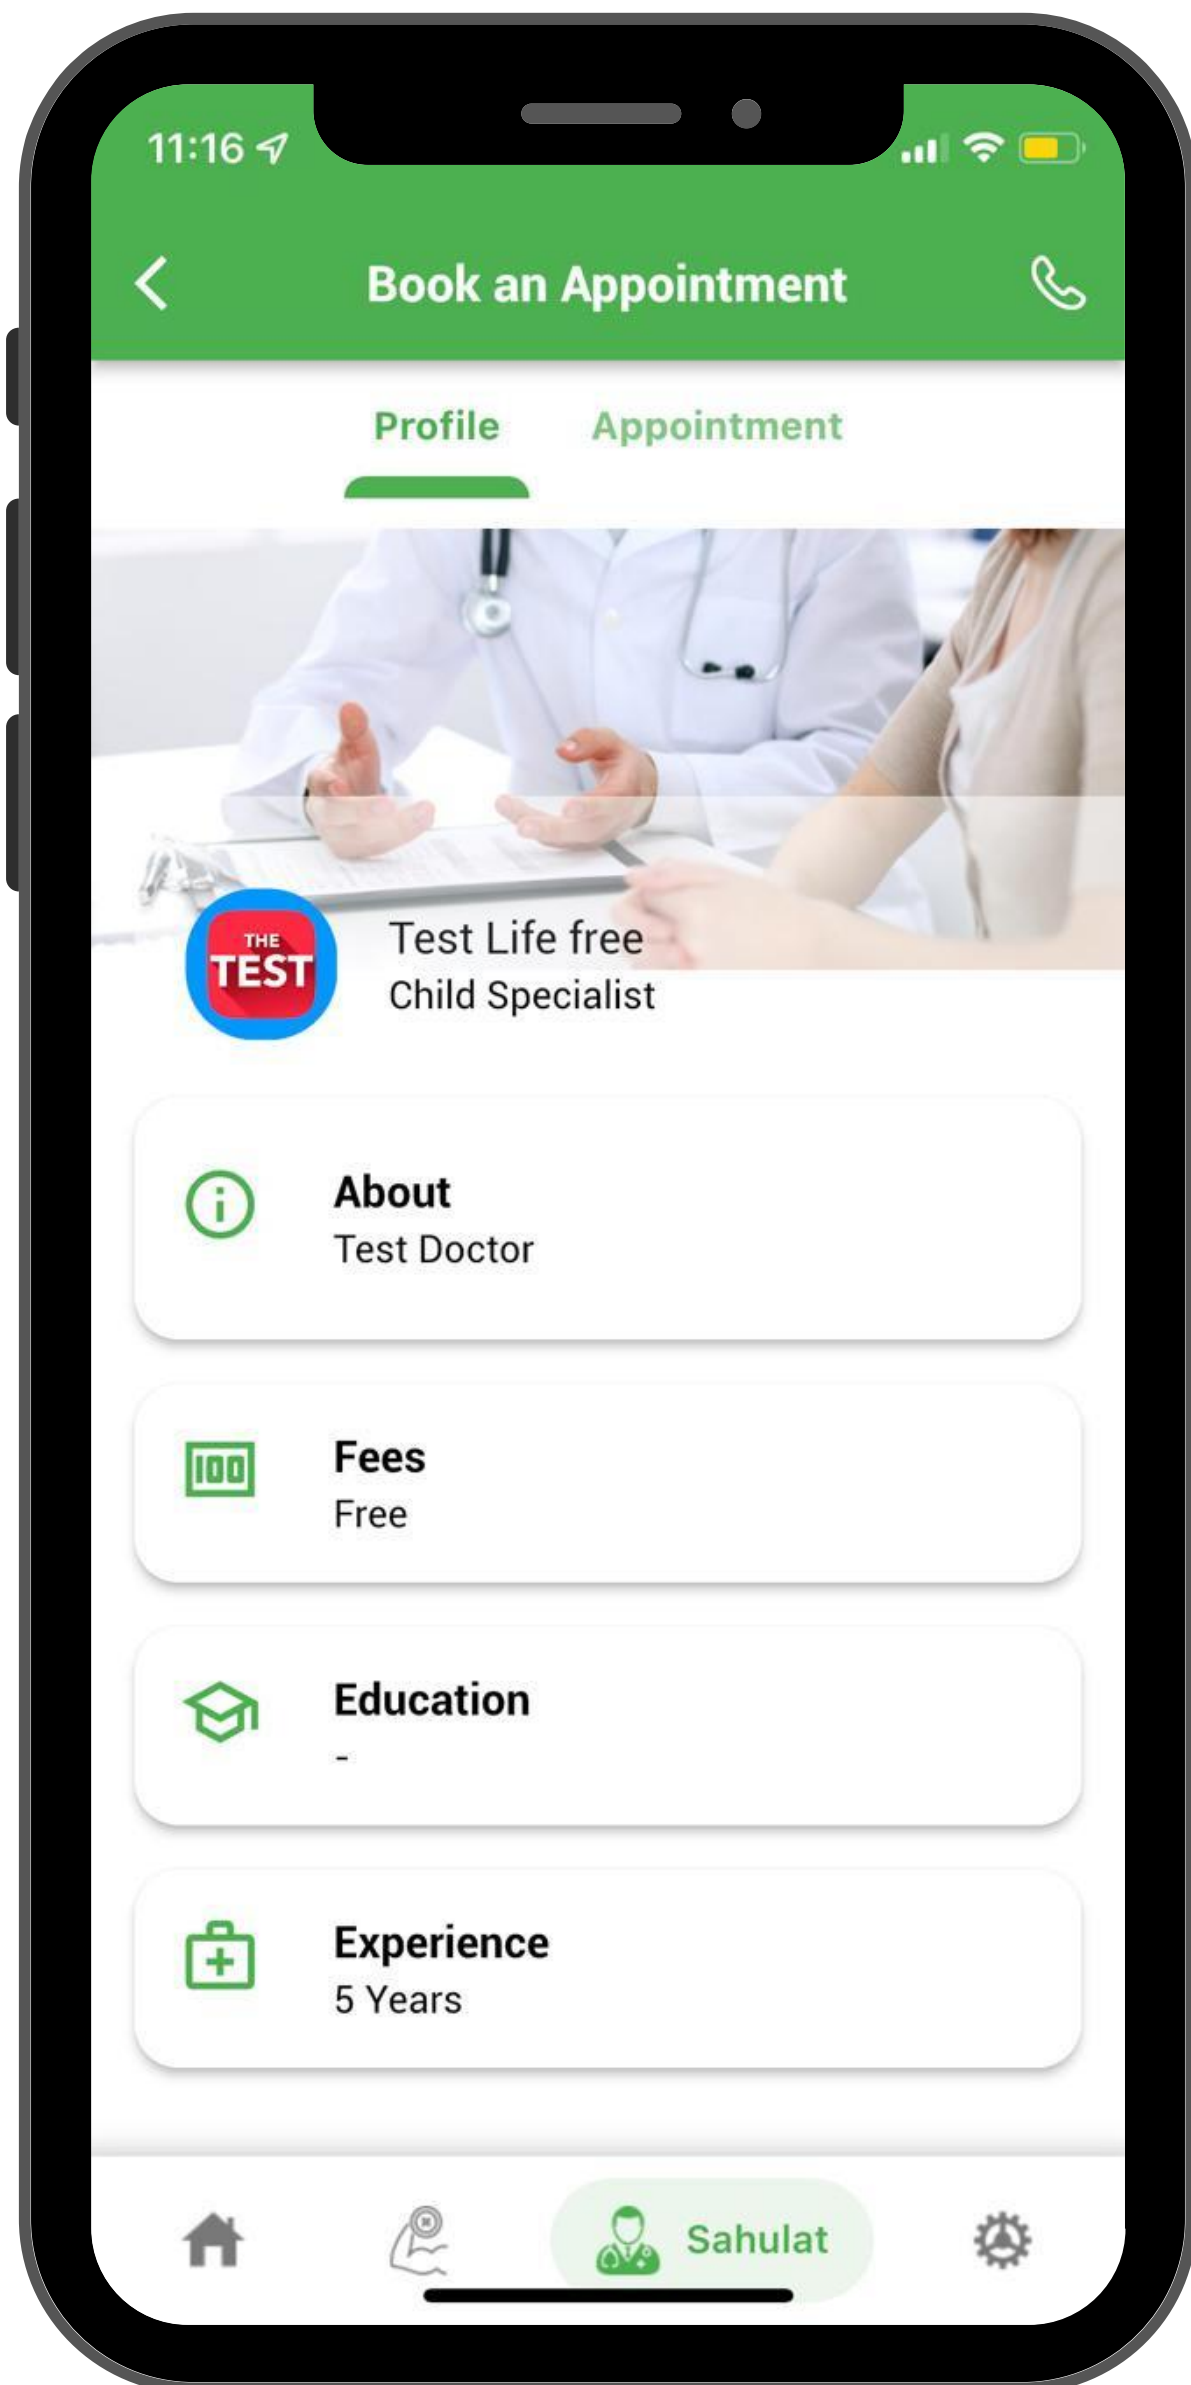 11:16
Book an Appointment
Profile
Appointment
THE
TEST
Test Life free
Child Specialist
About
Test Doctor
100
Fees
Free
Education
-
Experience
5 Years
Sahulat